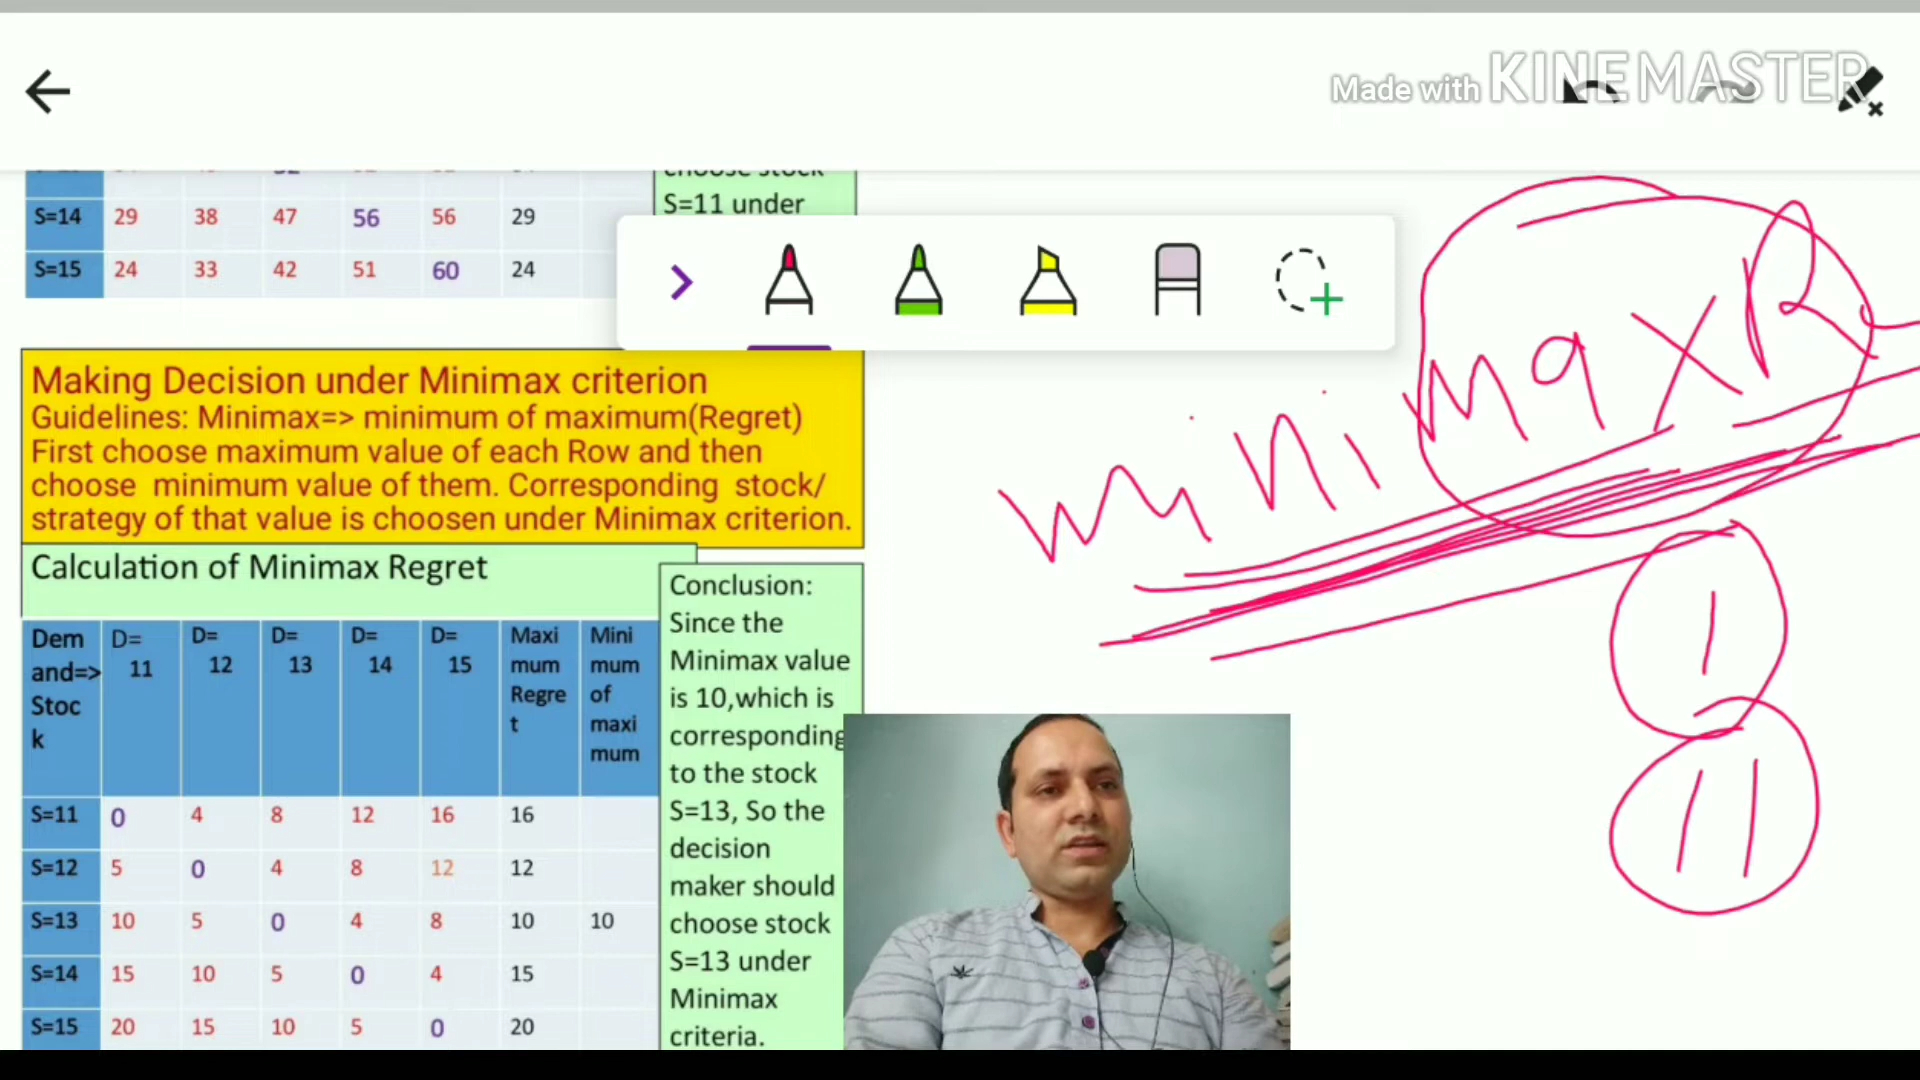 Made with KINEMASTER
choose stock
S=11 under
S=14 29 38 47 56 56 29
S=15 24 33 42 51 60 24
Making Decision under Minimax criterion
Guidelines: Minimax=> minimum of maximum(Regret)
First choose maximum value of each Row and then
choose minimum value of them. Corresponding stock/
strategy of that value is choosen under Minimax criterion.
Calculation of Minimax Regret
Dem and=> Stoc k D= 11 D= 12 D= 13 D= 14 D= 15 Maxi mum Regre t Mini mum of maxi mum
S=11 0 4 8 12 16 16
S=12 5 0 4 8 12 12
S=13 10 5 0 4 8 10 10
S=14 15 10 5 0 4 15
S=15 20 15 10 5 0 20
Conclusion:
Since the
Minimax value
is 10,which is
corresponding
to the stock
S=13, So the
decision
maker should
choose stock
S=13 under
Minimax
criteria.
minimax R
1
11